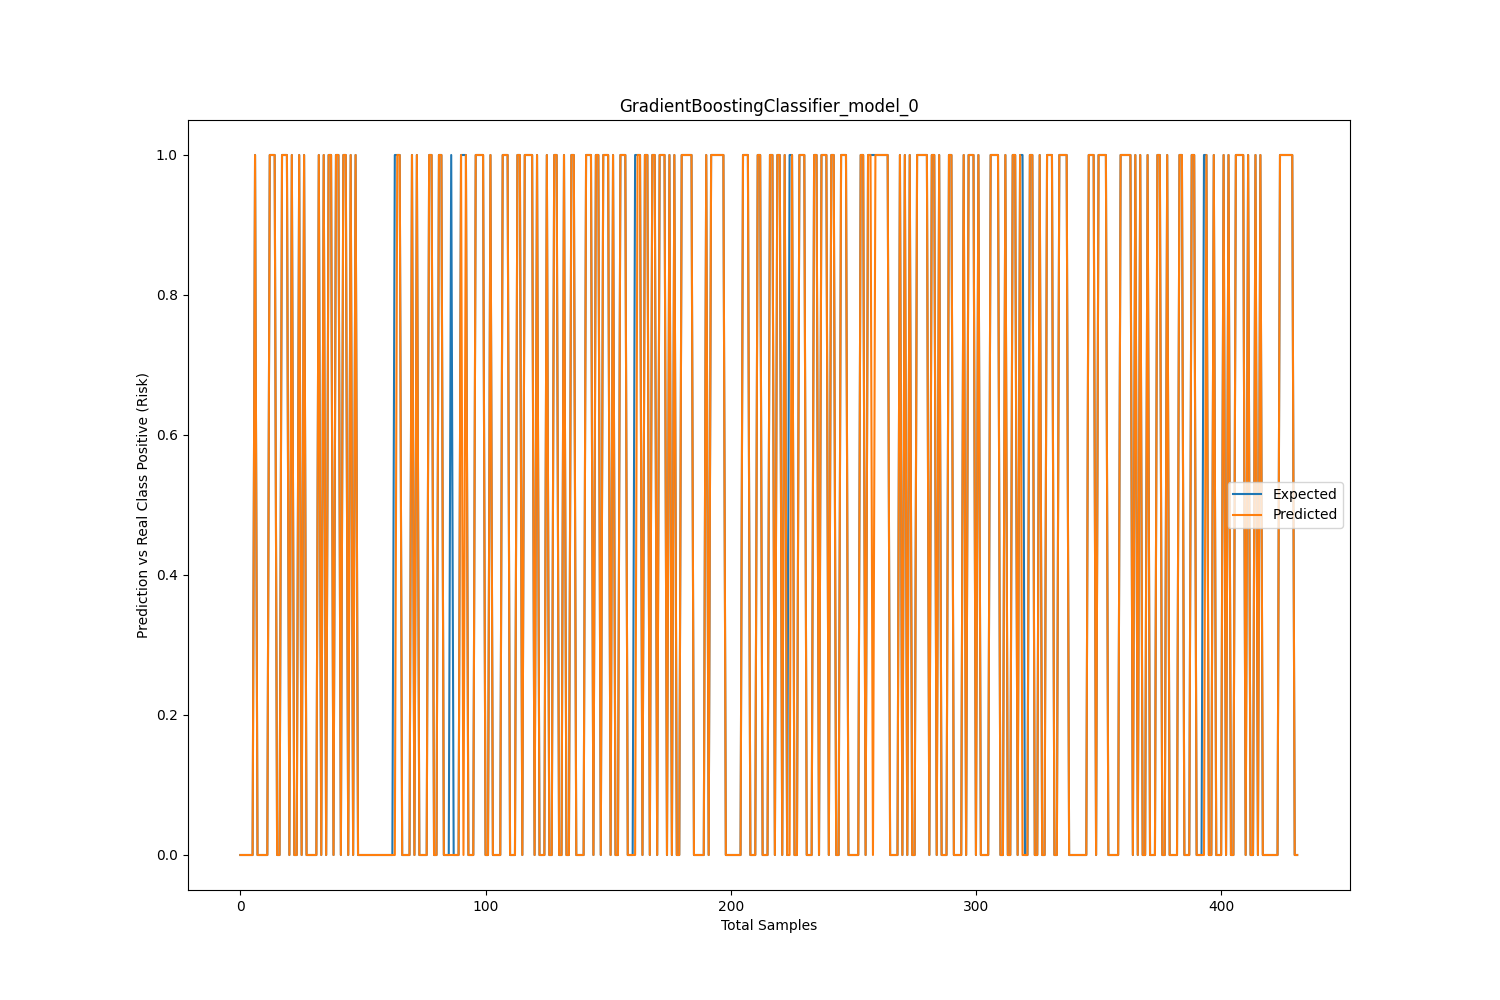 GradientBoostingClassifier_model_0
1.0
0.8
0.6
0.4
0.2
0.0
Prediction vs Real Class Positive (Risk)
Expected
Predicted
0
100
200
300
400
Total Samples